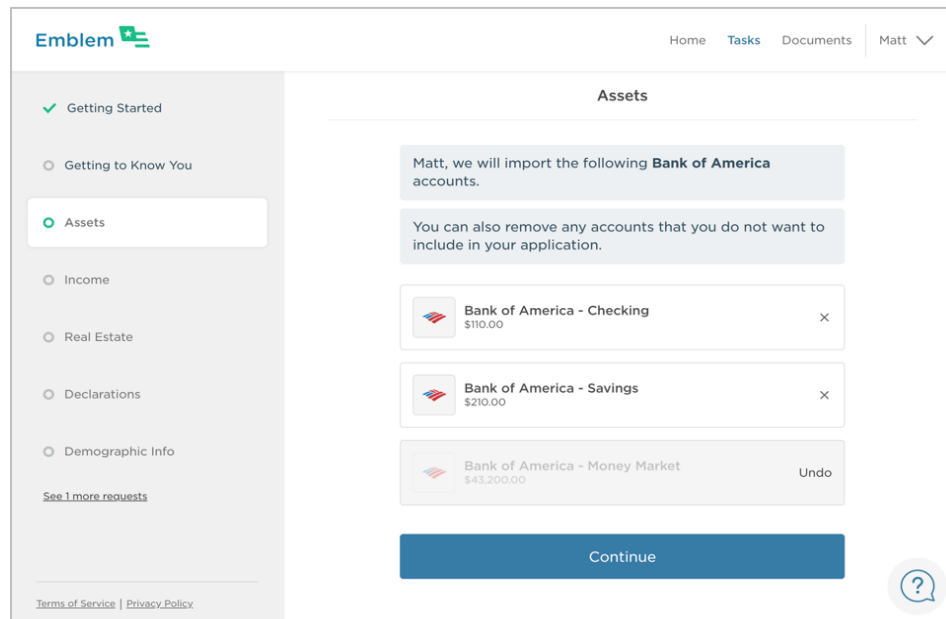 Emblem
Home Tasks Documents Matt
Getting Started
Getting to Know You
Assets
Income
Real Estate
Declarations
Demographic Info
See 1 more requests
Terms of Service | Privacy Policy
Assets
Matt, we will import the following Bank of America
accounts.
You can also remove any accounts that you do not want to
include in your application.
Bank of America - Checking
$110.00
Bank of America - Savings
$210.00
Bank of America - Money Market
$43,200.00
Undo
Continue
?